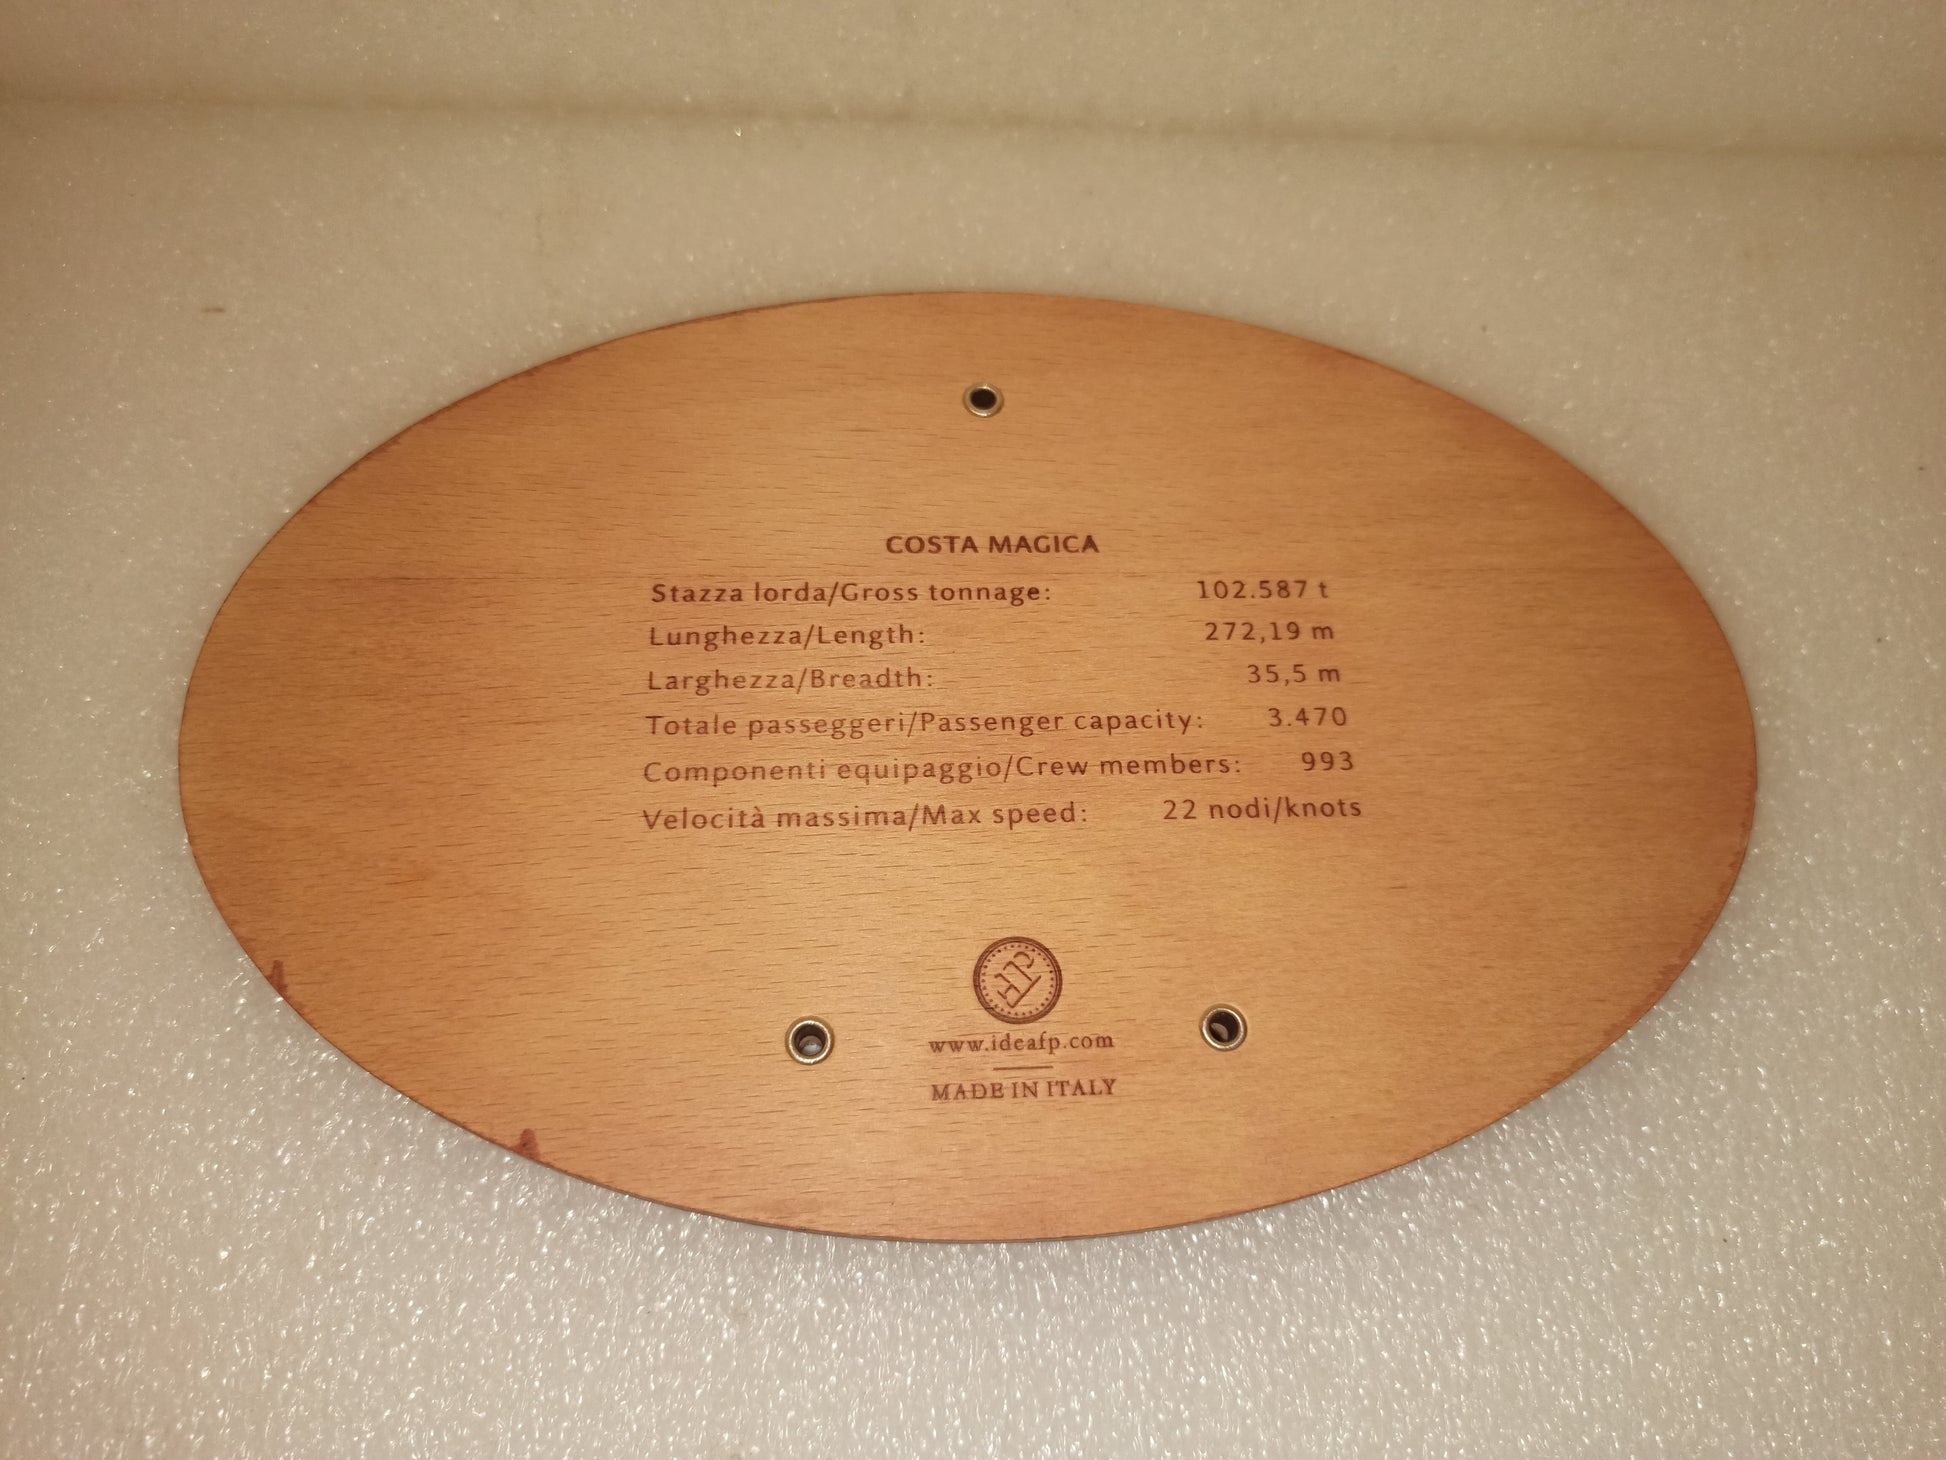 COSTA MAGICA
Stazza lorda/Gross tonnage: 102.587 t
Lunghezza/Length: 272,19 m
Larghezza/Breadth: 35,5 m
Totale passeggeri/Passenger capacity: 3.470
Componenti equipaggio/Crew members: 993
Velocità massima/Max speed: 22 nodi/knots
www.ideafp.com
MADE IN ITALY